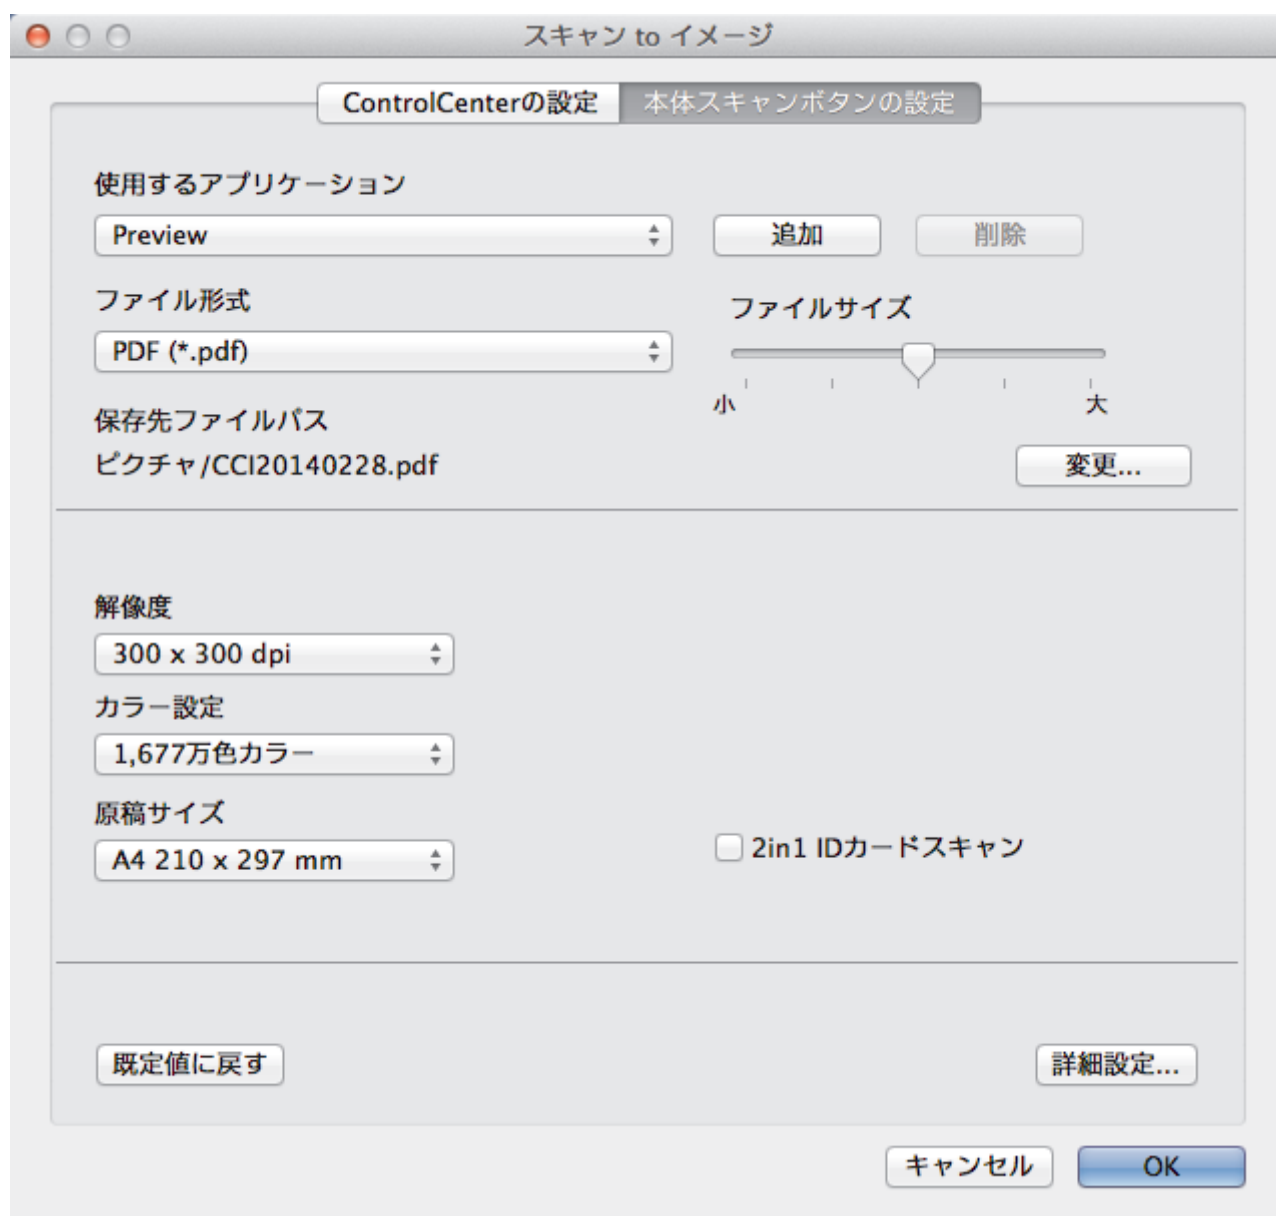 スキャン to イメージ
ControlCenterの設定 本体スキャンボタンの設定
使用するアプリケーション
Preview 追加 削除
ファイル形式 ファイルサイズ
PDF (*.pdf)
小 大
保存先ファイルパス
ピクチャ/CCI20140228.pdf 変更...
解像度
300 x 300 dpi
カラー設定
1,677万色カラー
原稿サイズ
A4 210 x 297 mm 2in1 IDカードスキャン
既定値に戻す 詳細設定...
キャンセル OK